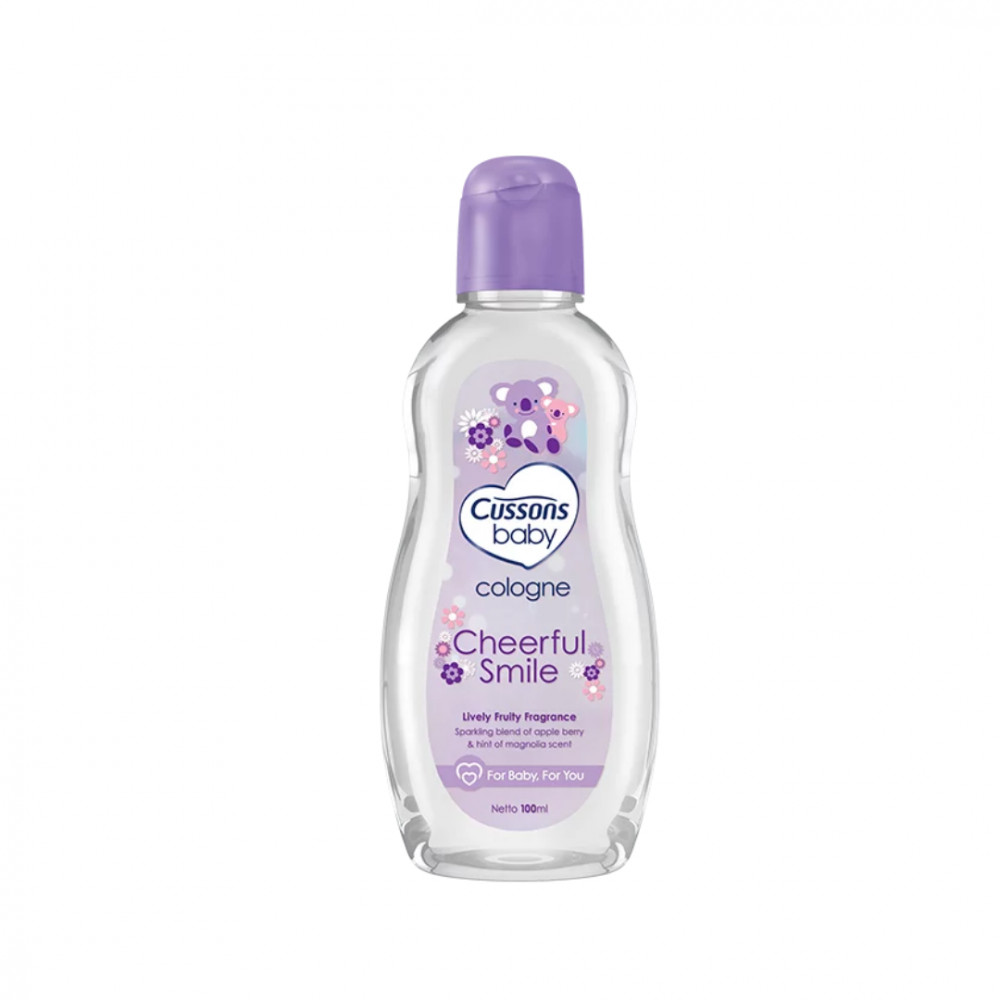 Cussons
baby
cologne
Cheerful
Smile
Lively Fruity Fragrance
Sparkling blend of apple berry
& hint of magnolia scent
For Baby, For You
Netto 100ml